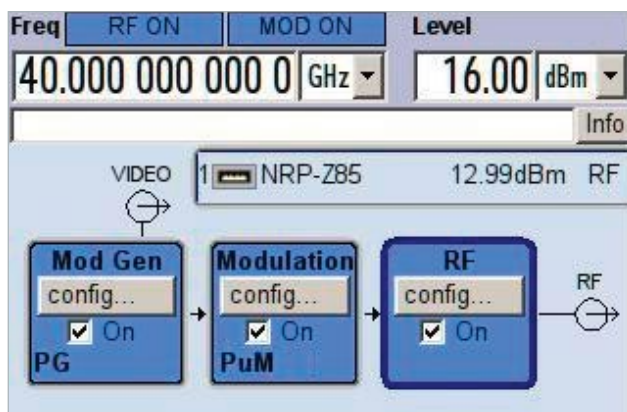 Freq RF ON MOD ON Level
40.000 000 000 0 GHz 16.00 dBm
Info
VIDEO 1 NRP-Z85 12.99dBm RF
Mod Gen Modulation RF
config... config... config... RF
On On On
PG PuM